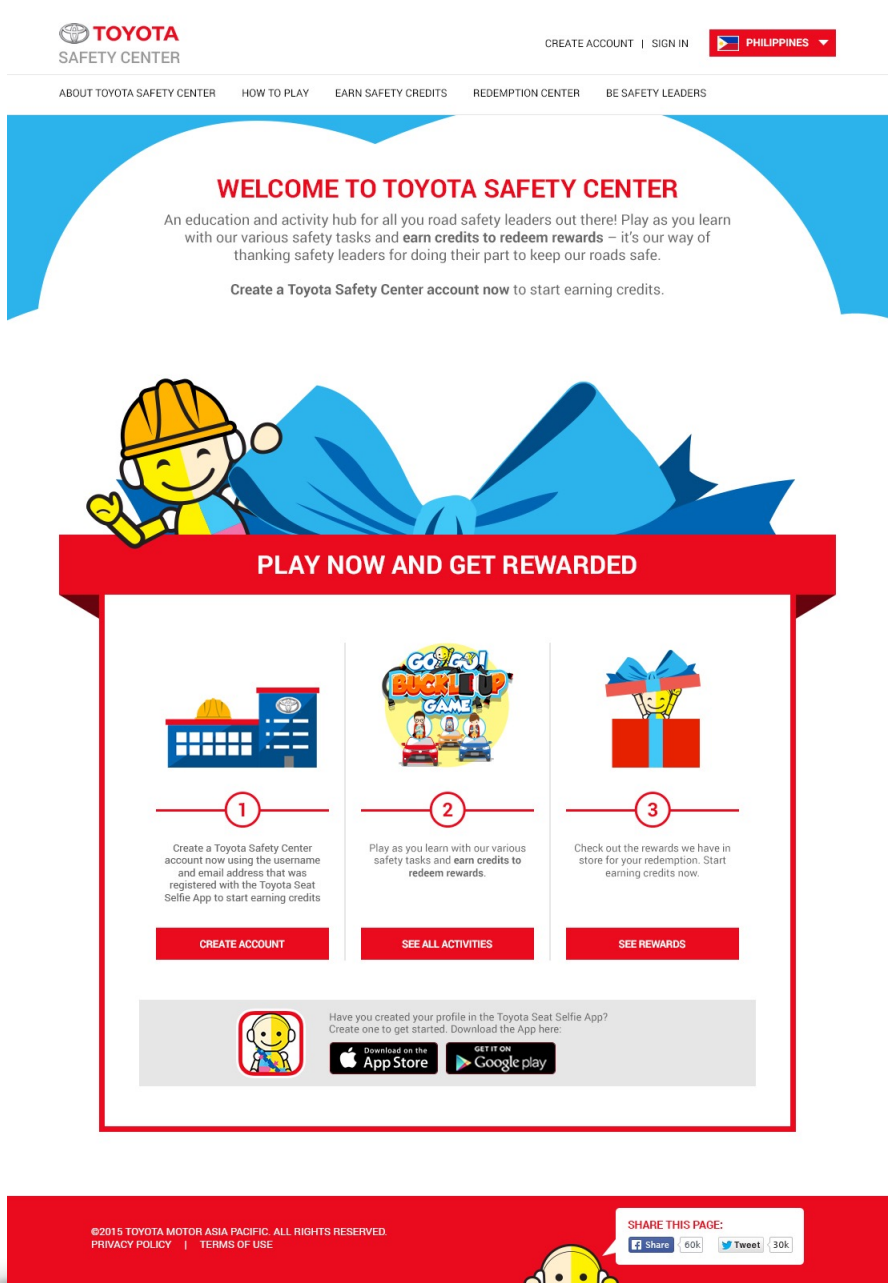 TOYOTA
SAFETY CENTER
CREATE ACCOUNT | SIGN IN
PHILIPPINES
ABOUT TOYOTA SAFETY CENTER
HOW TO PLAY
EARN SAFETY CREDITS
REDEMPTION CENTER
BE SAFETY LEADERS
WELCOME TO TOYOTA SAFETY CENTER
An education and activity hub for all you road safety leaders out there! Play as you learn
with our various safety tasks and earn credits to redeem rewards – it's our way of
thanking safety leaders for doing their part to keep our roads safe.
Create a Toyota Safety Center account now to start earning credits.
PLAY NOW AND GET REWARDED
1
Create a Toyota Safety Center
account now using the username
and email address that was
registered with the Toyota Seat
Selfie App to start earning credits
CREATE ACCOUNT
GO! GO!
BUCKLE UP
GAME
2
Play as you learn with our various
safety tasks and earn credits to
redeem rewards.
SEE ALL ACTIVITIES
3
Check out the rewards we have in
store for your redemption. Start
earning credits now.
SEE REWARDS
Have you created your profile in the Toyota Seat Selfie App?
Create one to get started. Download the App here:
Download on the
App Store
GET IT ON
Google play
©2015 TOYOTA MOTOR ASIA PACIFIC. ALL RIGHTS RESERVED.
PRIVACY POLICY | TERMS OF USE
SHARE THIS PAGE:
Share 60k
Tweet 30k